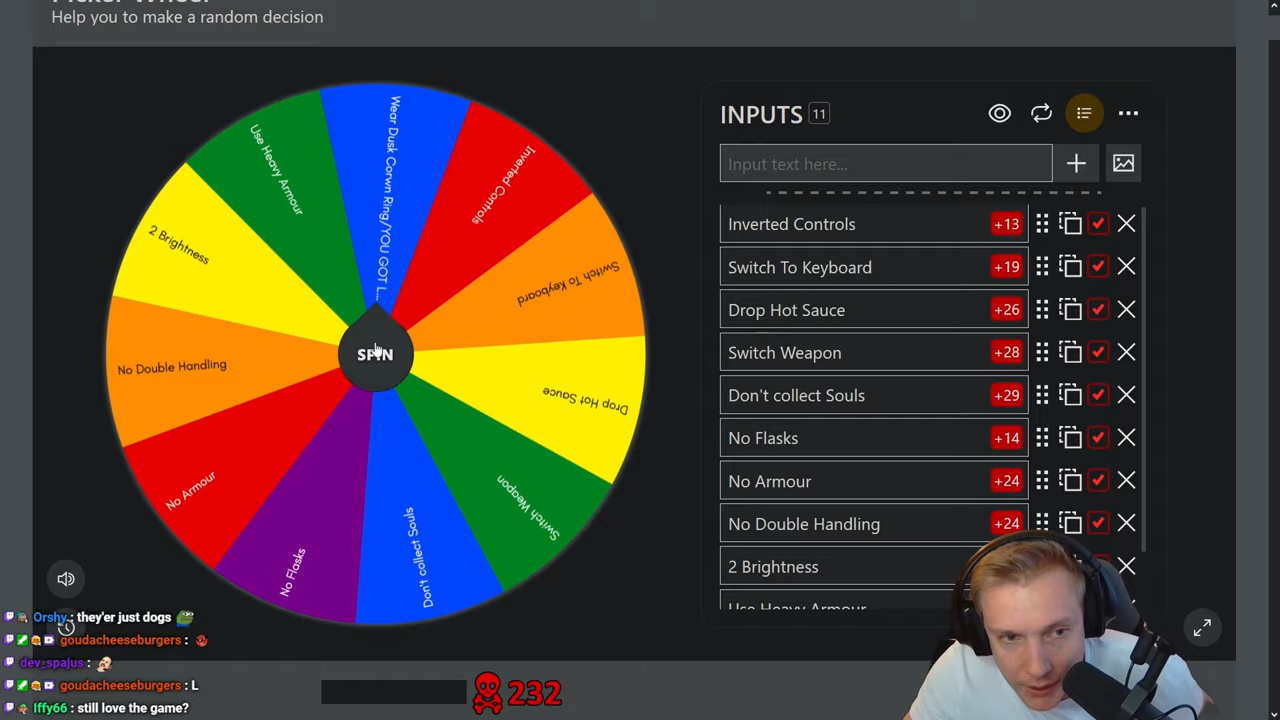 Help you to make a random decision
INPUTS 11
Input text here...
Inverted Controls +13
Switch To Keyboard +19
Drop Hot Sauce +26
Switch Weapon +28
Don't collect Souls +29
No Flasks +14
No Armour +24
No Double Handling +24
2 Brightness
Wear Dusk Corwn Ring/YOU GOT L...
Inverted Controls
Switch To Keyboard
Drop Hot Sauce
Switch Weapon
Don't collect Souls
No Flasks
No Armour
No Double Handling
2 Brightness
Use Heavy Armour
SPIN
Orshy : they'er just dogs
goudacheeseburgers :
dev_spajus :
goudacheeseburgers : L
Iffy66 : still love the game?
232